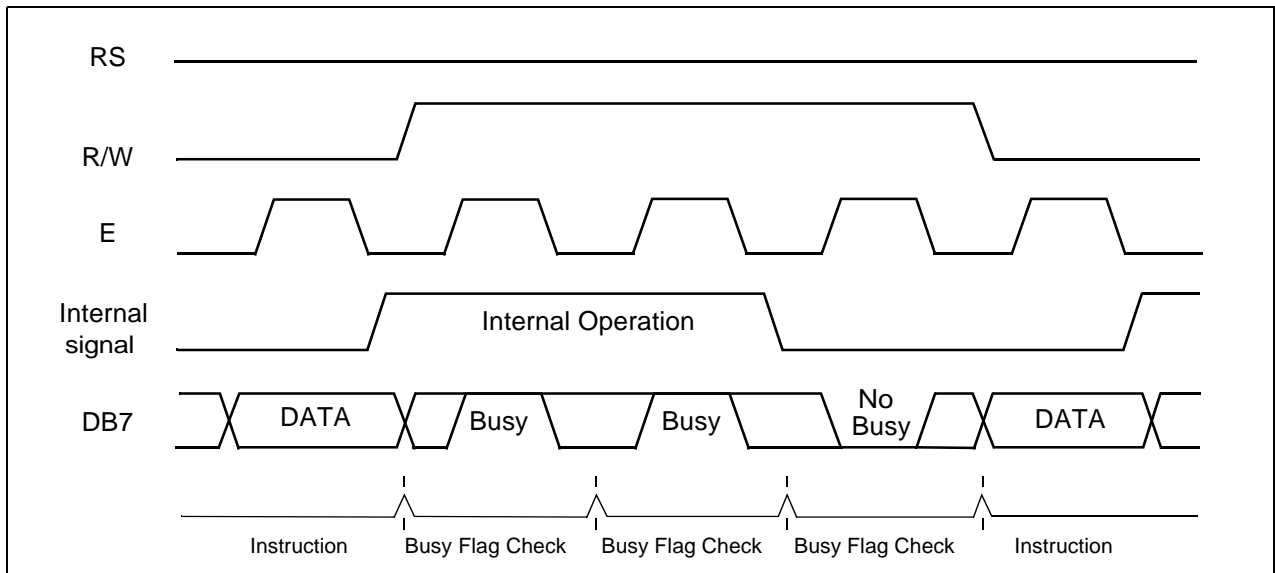 RS
R/W
E
Internal
signal
Internal Operation
DB7
DATA
Busy
Busy
No
Busy
DATA
Instruction
Busy Flag Check
Busy Flag Check
Busy Flag Check
Instruction